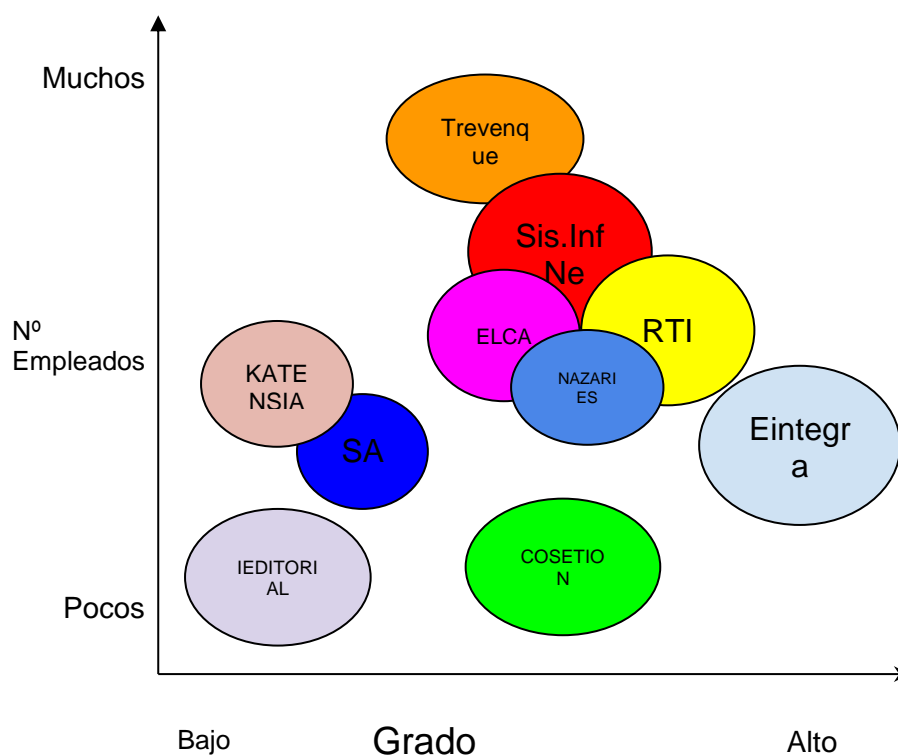 Muchos
Trevenq
ue
Sis.Inf
Ne
Nº
Empleados
ELCA
RTI
KATE
NSIA
NAZARI
ES
SA
Eintegr
a
IEDITORI
AL
COSETIO
N
Pocos
Bajo
Grado
Alto